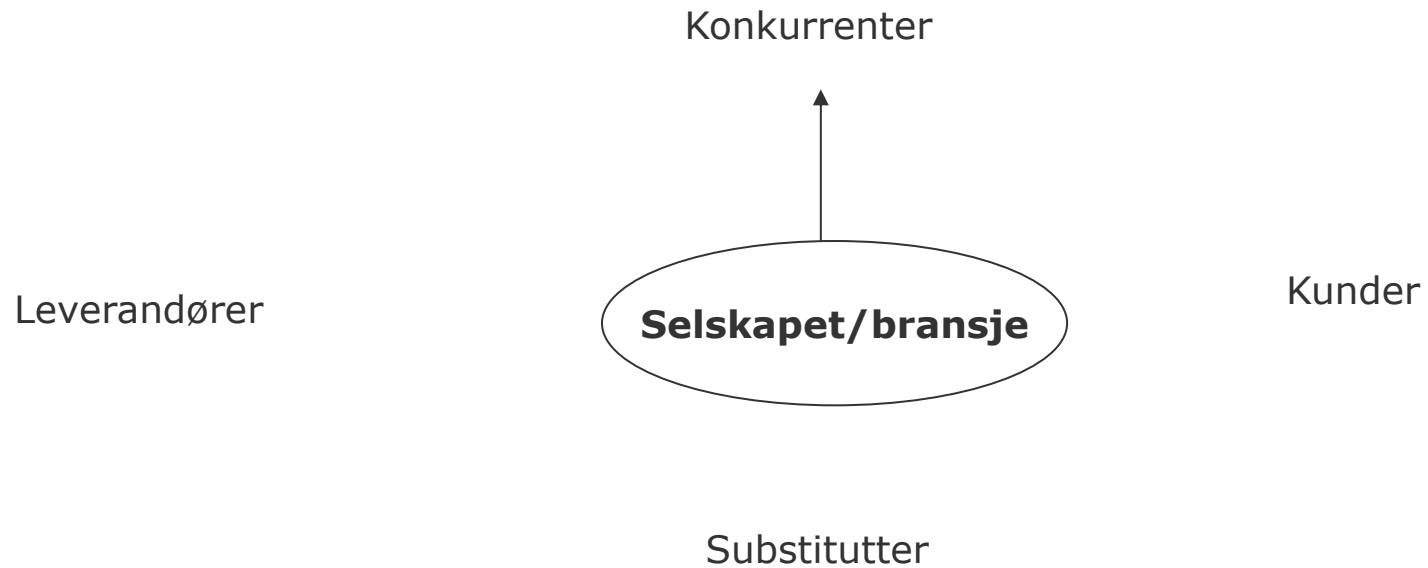 Konkurrenter
Leverandører
Selskapet/bransje
Kunder
Substitutter